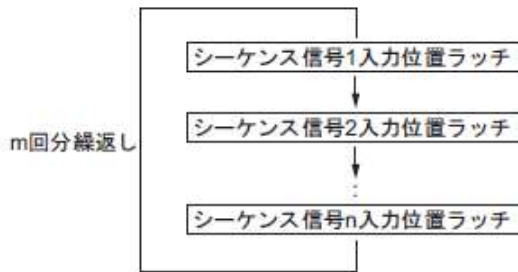 シーケンス信号1入力位置ラッチ
シーケンス信号2入力位置ラッチ
m回分繰返し
シーケンス信号n入力位置ラッチ